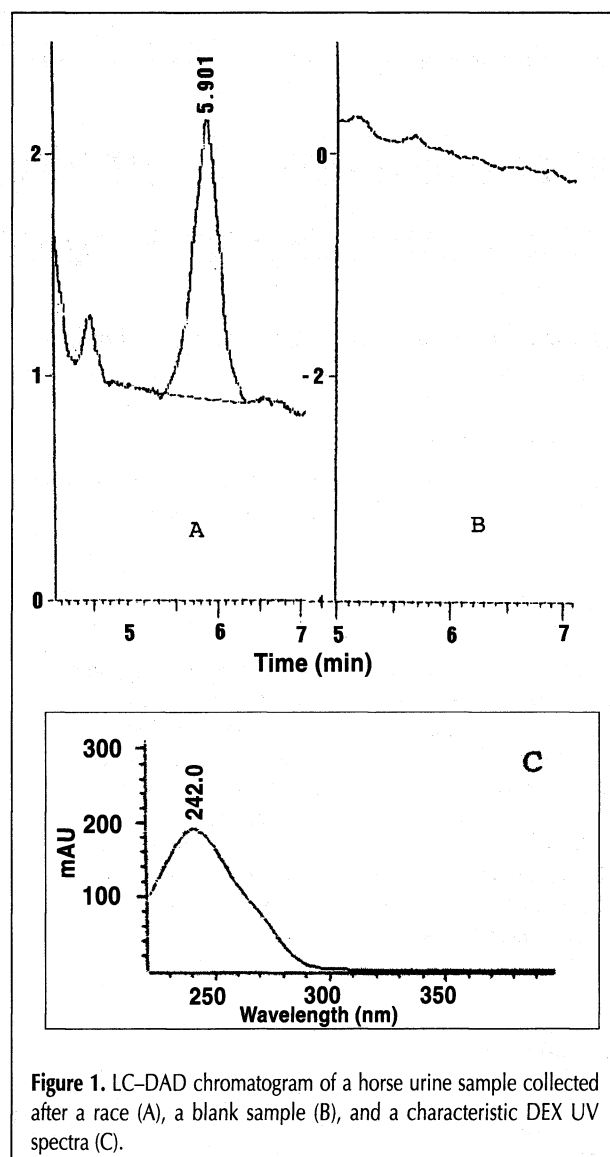 5.901
2
1
0
A
5
6
7
0
-2
-4
B
5
6
7
Time (min)
300
200
100
mAU
242.0
C
250
300
350
Wavelength (nm)
Figure 1. LC–DAD chromatogram of a horse urine sample collected
after a race (A), a blank sample (B), and a characteristic DEX UV
spectra (C).